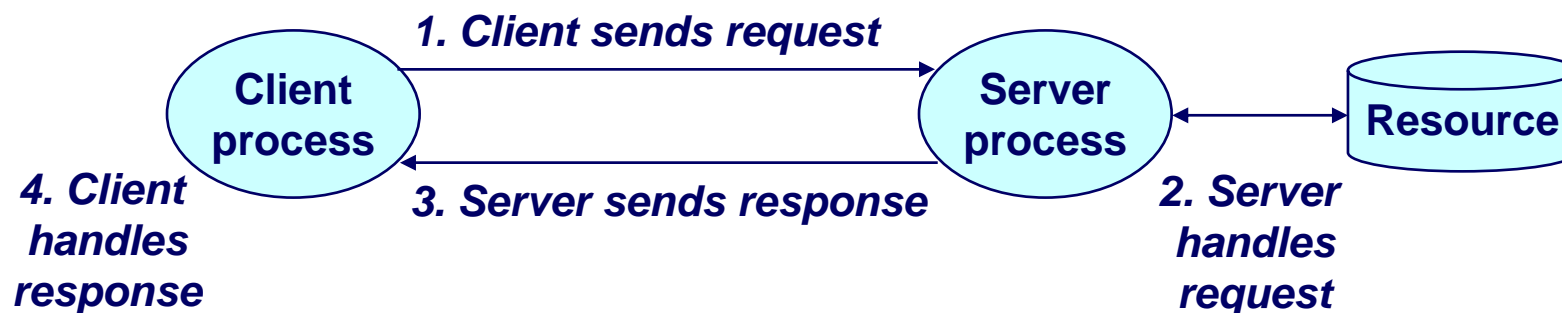 1. Client sends request
Client
process
Server
process
Resource
3. Server sends response
4. Client
handles
response
2. Server
handles
request